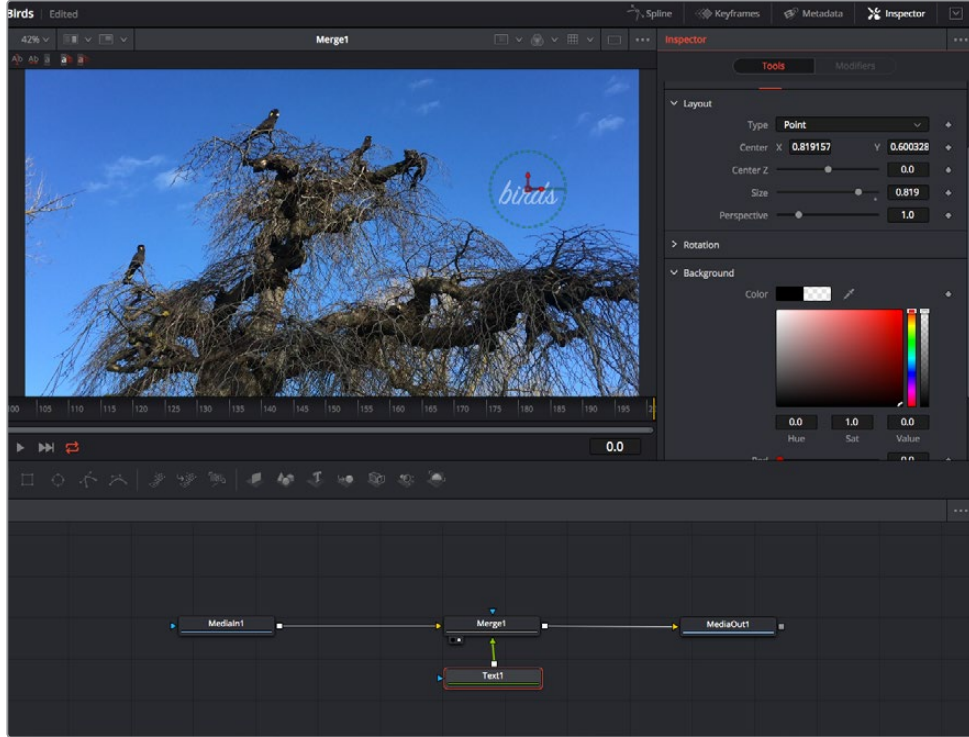 Birds Edited Spline Keyframes Metadata Inspector
42% Merge1 Inspector
Tools Modifiers
Layout
Type Point
Center X 0.819157 Y 0.600328
Center Z 0.0
Size 0.819
Perspective 1.0
Rotation
Background
Color
birds
105 110 115 120 125 130 135 140 145 150 155 160 165 170 175 180 185 190 195
0.0 1.0 0.0
Hue Sat Value
0.0
MediaIn1 Merge1 MediaOut1
Text1